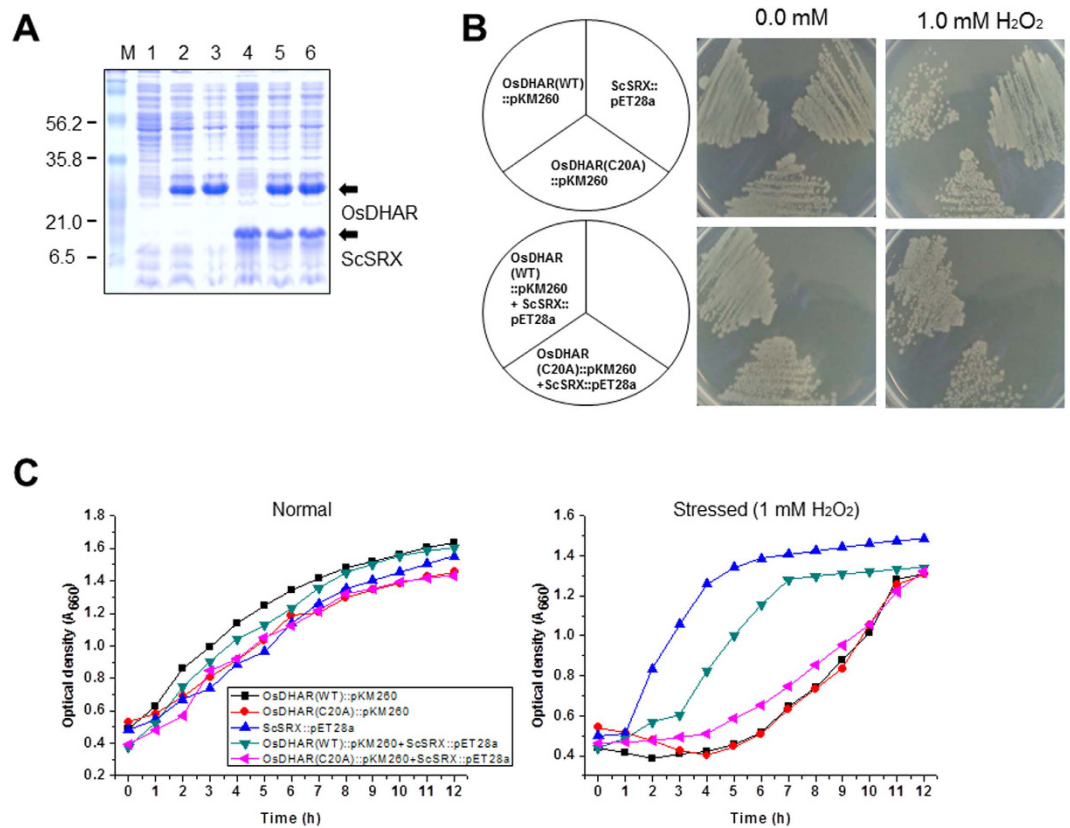 A
M 1 2 3 4 5 6
56.2
35.8
21.0
6.5
OsDHAR
ScSRX
B
0.0 mM
1.0 mM H₂O₂
OsDHAR(WT)
::pKM260
ScSRX::
pET28a
OsDHAR(C20A)
::pKM260
OsDHAR
(WT)
::pKM260
+ ScSRX::
pET28a
OsDHAR
(C20A)::pKM260
+ScSRX::pET28a
C
Normal
Optical density (A₆₆₀)
1.8
1.6
1.4
1.2
1.0
0.8
0.6
0.4
0.2
OsDHAR(WT)::pKM260
OsDHAR(C20A)::pKM260
ScSRX::pET28a
OsDHAR(WT)::pKM260+ScSRX::pET28a
OsDHAR(C20A)::pKM260+ScSRX::pET28a
0 1 2 3 4 5 6 7 8 9 10 11 12
Time (h)
Stressed (1 mM H₂O₂)
Optical density (A₆₆₀)
1.6
1.4
1.2
1.0
0.8
0.6
0.4
0 1 2 3 4 5 6 7 8 9 10 11 12
Time (h)